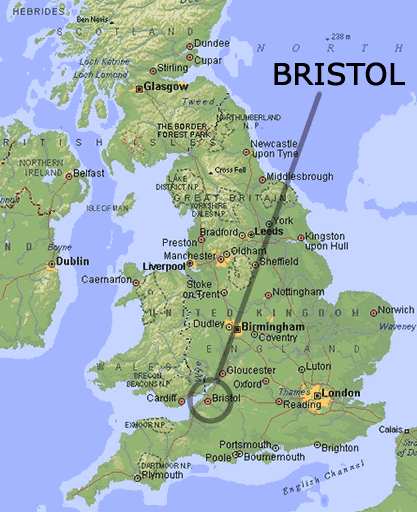 HEBRIDES
Ben Nevis
Dundee
Cupar
238 m
NORTH
Loch Katrine
Stirling
Loch Lomond
BRISTOL
Glasgow
Tweed
NORTHUMBERLAND
N.P.
THE BORDER
FOREST PARK
BRITISH ISLES
Newcastle
upon Tyne
NORTHERN
IRELAND
Belfast
Cross Fell
LAKE
DISTRICT N.P.
Middlesbrough
GREAT BRITAIN
ISLE OF MAN
YORKSHIRE
DALES N.P.
York
Bradford
Leeds
Kingston
upon Hull
Preston
Boyne
Dublin
Manchester
Oldham
Liverpool
Sheffield
Caernarfon
Stoke
on Trent
Nottingham
UNITED KINGDOM
Norwich
Dudley
Birmingham
Waveney
Coventry
ENGLAND
WALES
BRECON
BEACONS N.P.
Wye
Gloucester
Luton
Oxford
Thames
London
Cardiff
Bristol
Reading
EXMOOR N.P.
Calais
Portsmouth
Brighton
Poole
Bournemouth
DARTMOOR N.P.
Plymouth
English Channel